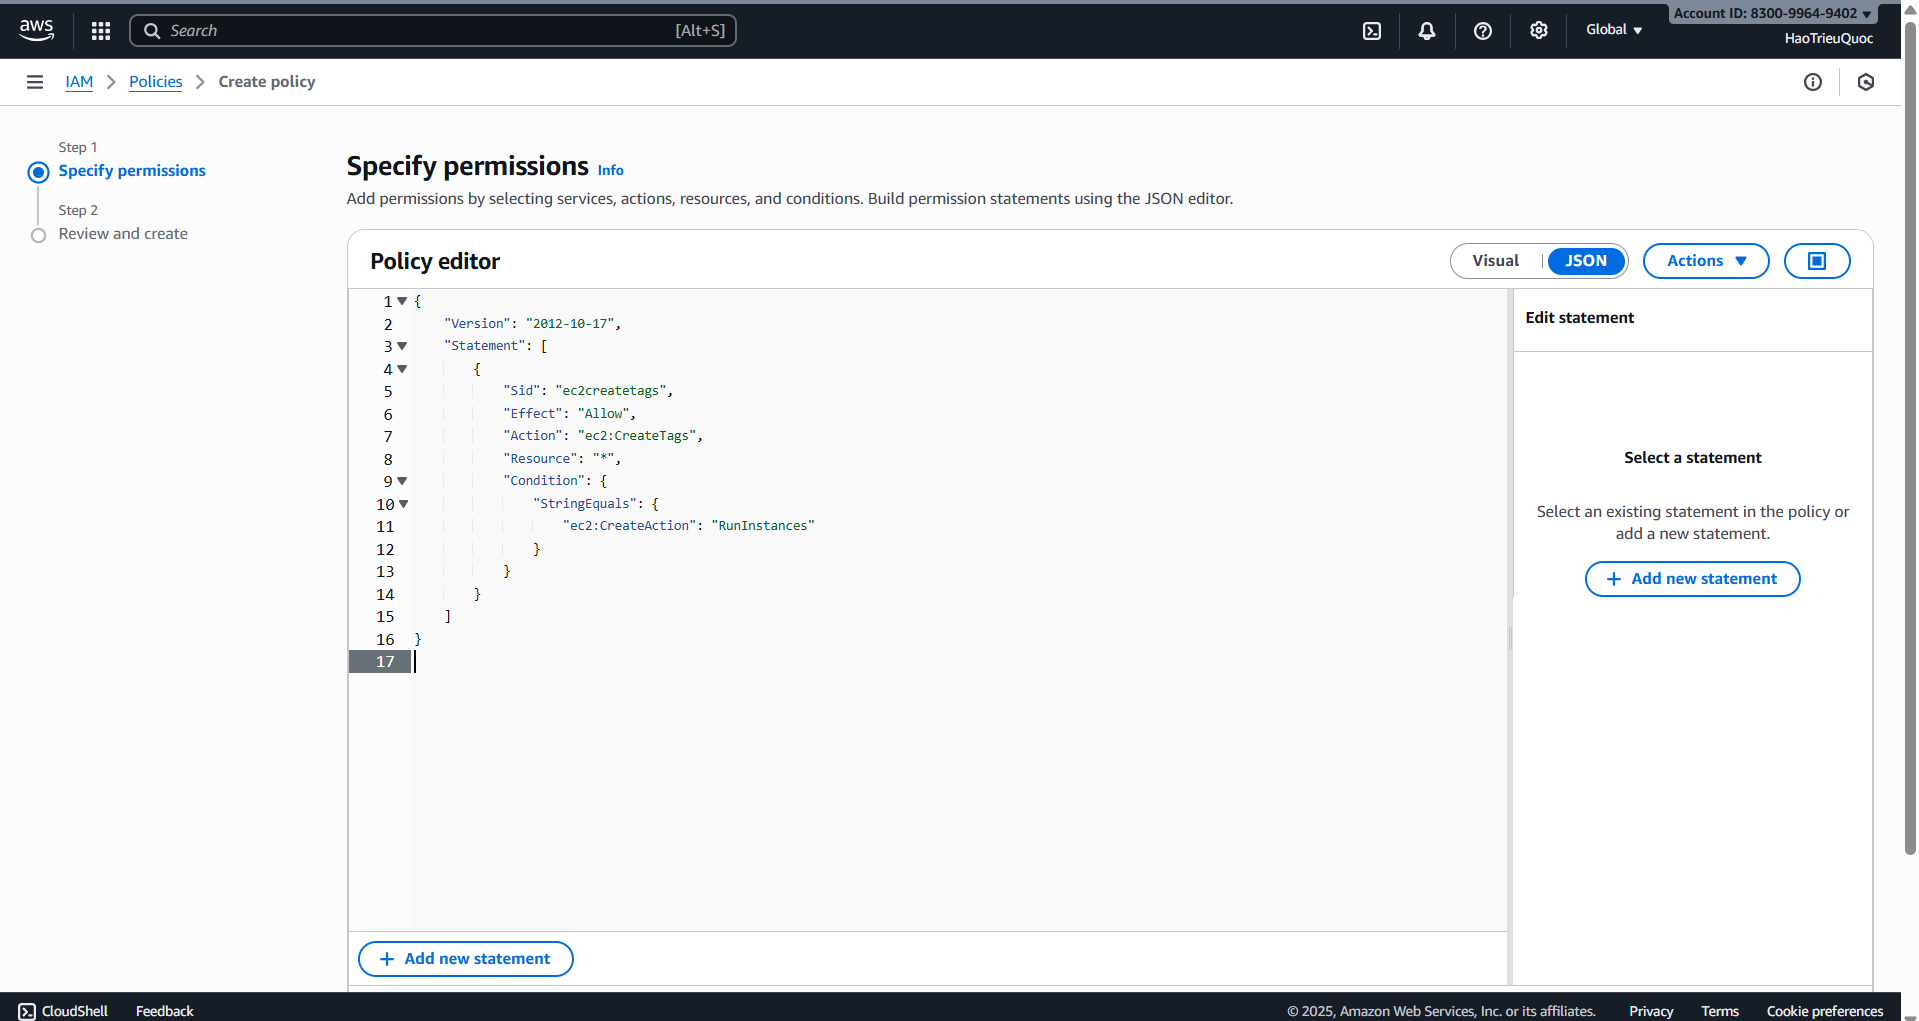 aws
Search [Alt+S]
Global
Account ID: 8300-9964-9402
HaoTrieuQuoc
IAM > Policies > Create policy
Step 1
Specify permissions
Step 2
Review and create
Specify permissions Info
Add permissions by selecting services, actions, resources, and conditions. Build permission statements using the JSON editor.
Policy editor
Visual JSON Actions
1 {
2 "Version": "2012-10-17",
3 "Statement": [
4 {
5 "Sid": "ec2createtags",
6 "Effect": "Allow",
7 "Action": "ec2:CreateTags",
8 "Resource": "*",
9 "Condition": {
10 "StringEquals": {
11 "ec2:CreateAction": "RunInstances"
12 }
13 }
14 }
15 ]
16 }
17
+ Add new statement
Edit statement
Select a statement
Select an existing statement in the policy or
add a new statement.
+ Add new statement
CloudShell Feedback © 2025, Amazon Web Services, Inc. or its affiliates. Privacy Terms Cookie preferences